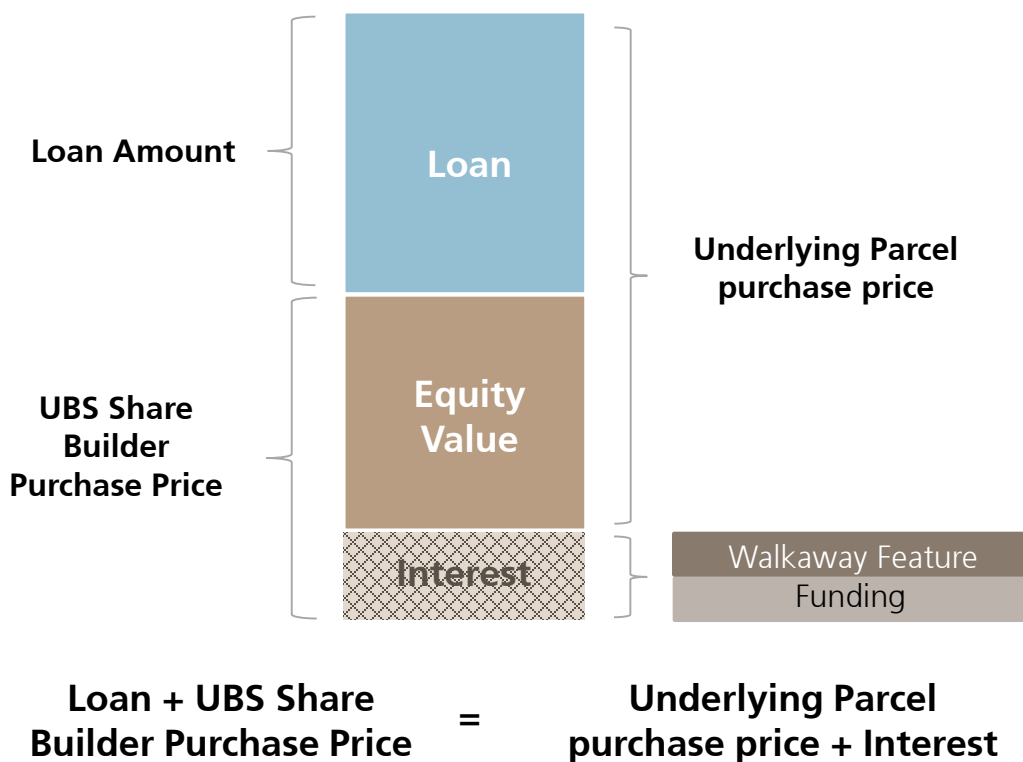 Loan Amount
Loan
Underlying Parcel
purchase price
UBS Share
Builder
Purchase Price
Equity
Value
Interest
Walkaway Feature
Funding
Loan + UBS Share
Builder Purchase Price
=
Underlying Parcel
purchase price + Interest